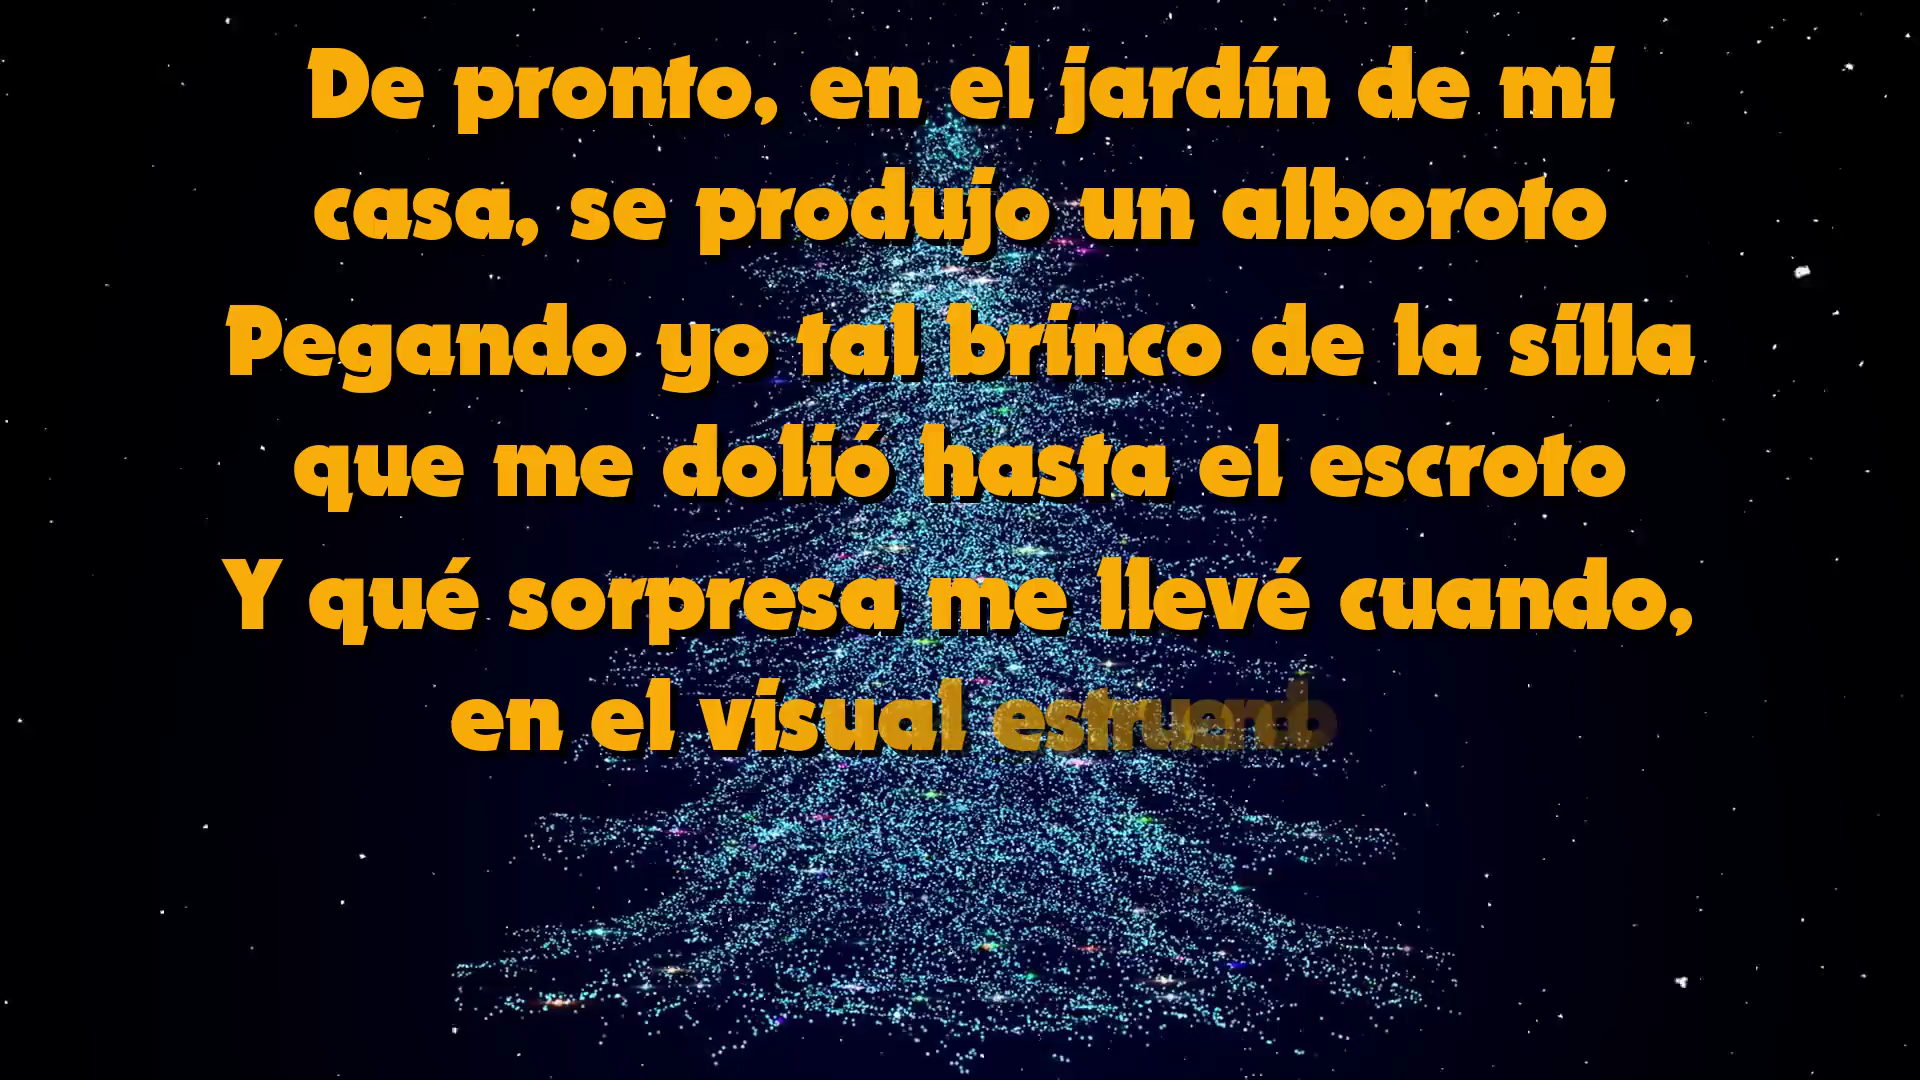 De pronto, en el jardín de mi
casa, se produjo un alboroto
Pegando yo tal brinco de la silla
que me dolió hasta el escroto
Y qué sorpresa me llevé cuando,
en el visual estruendo